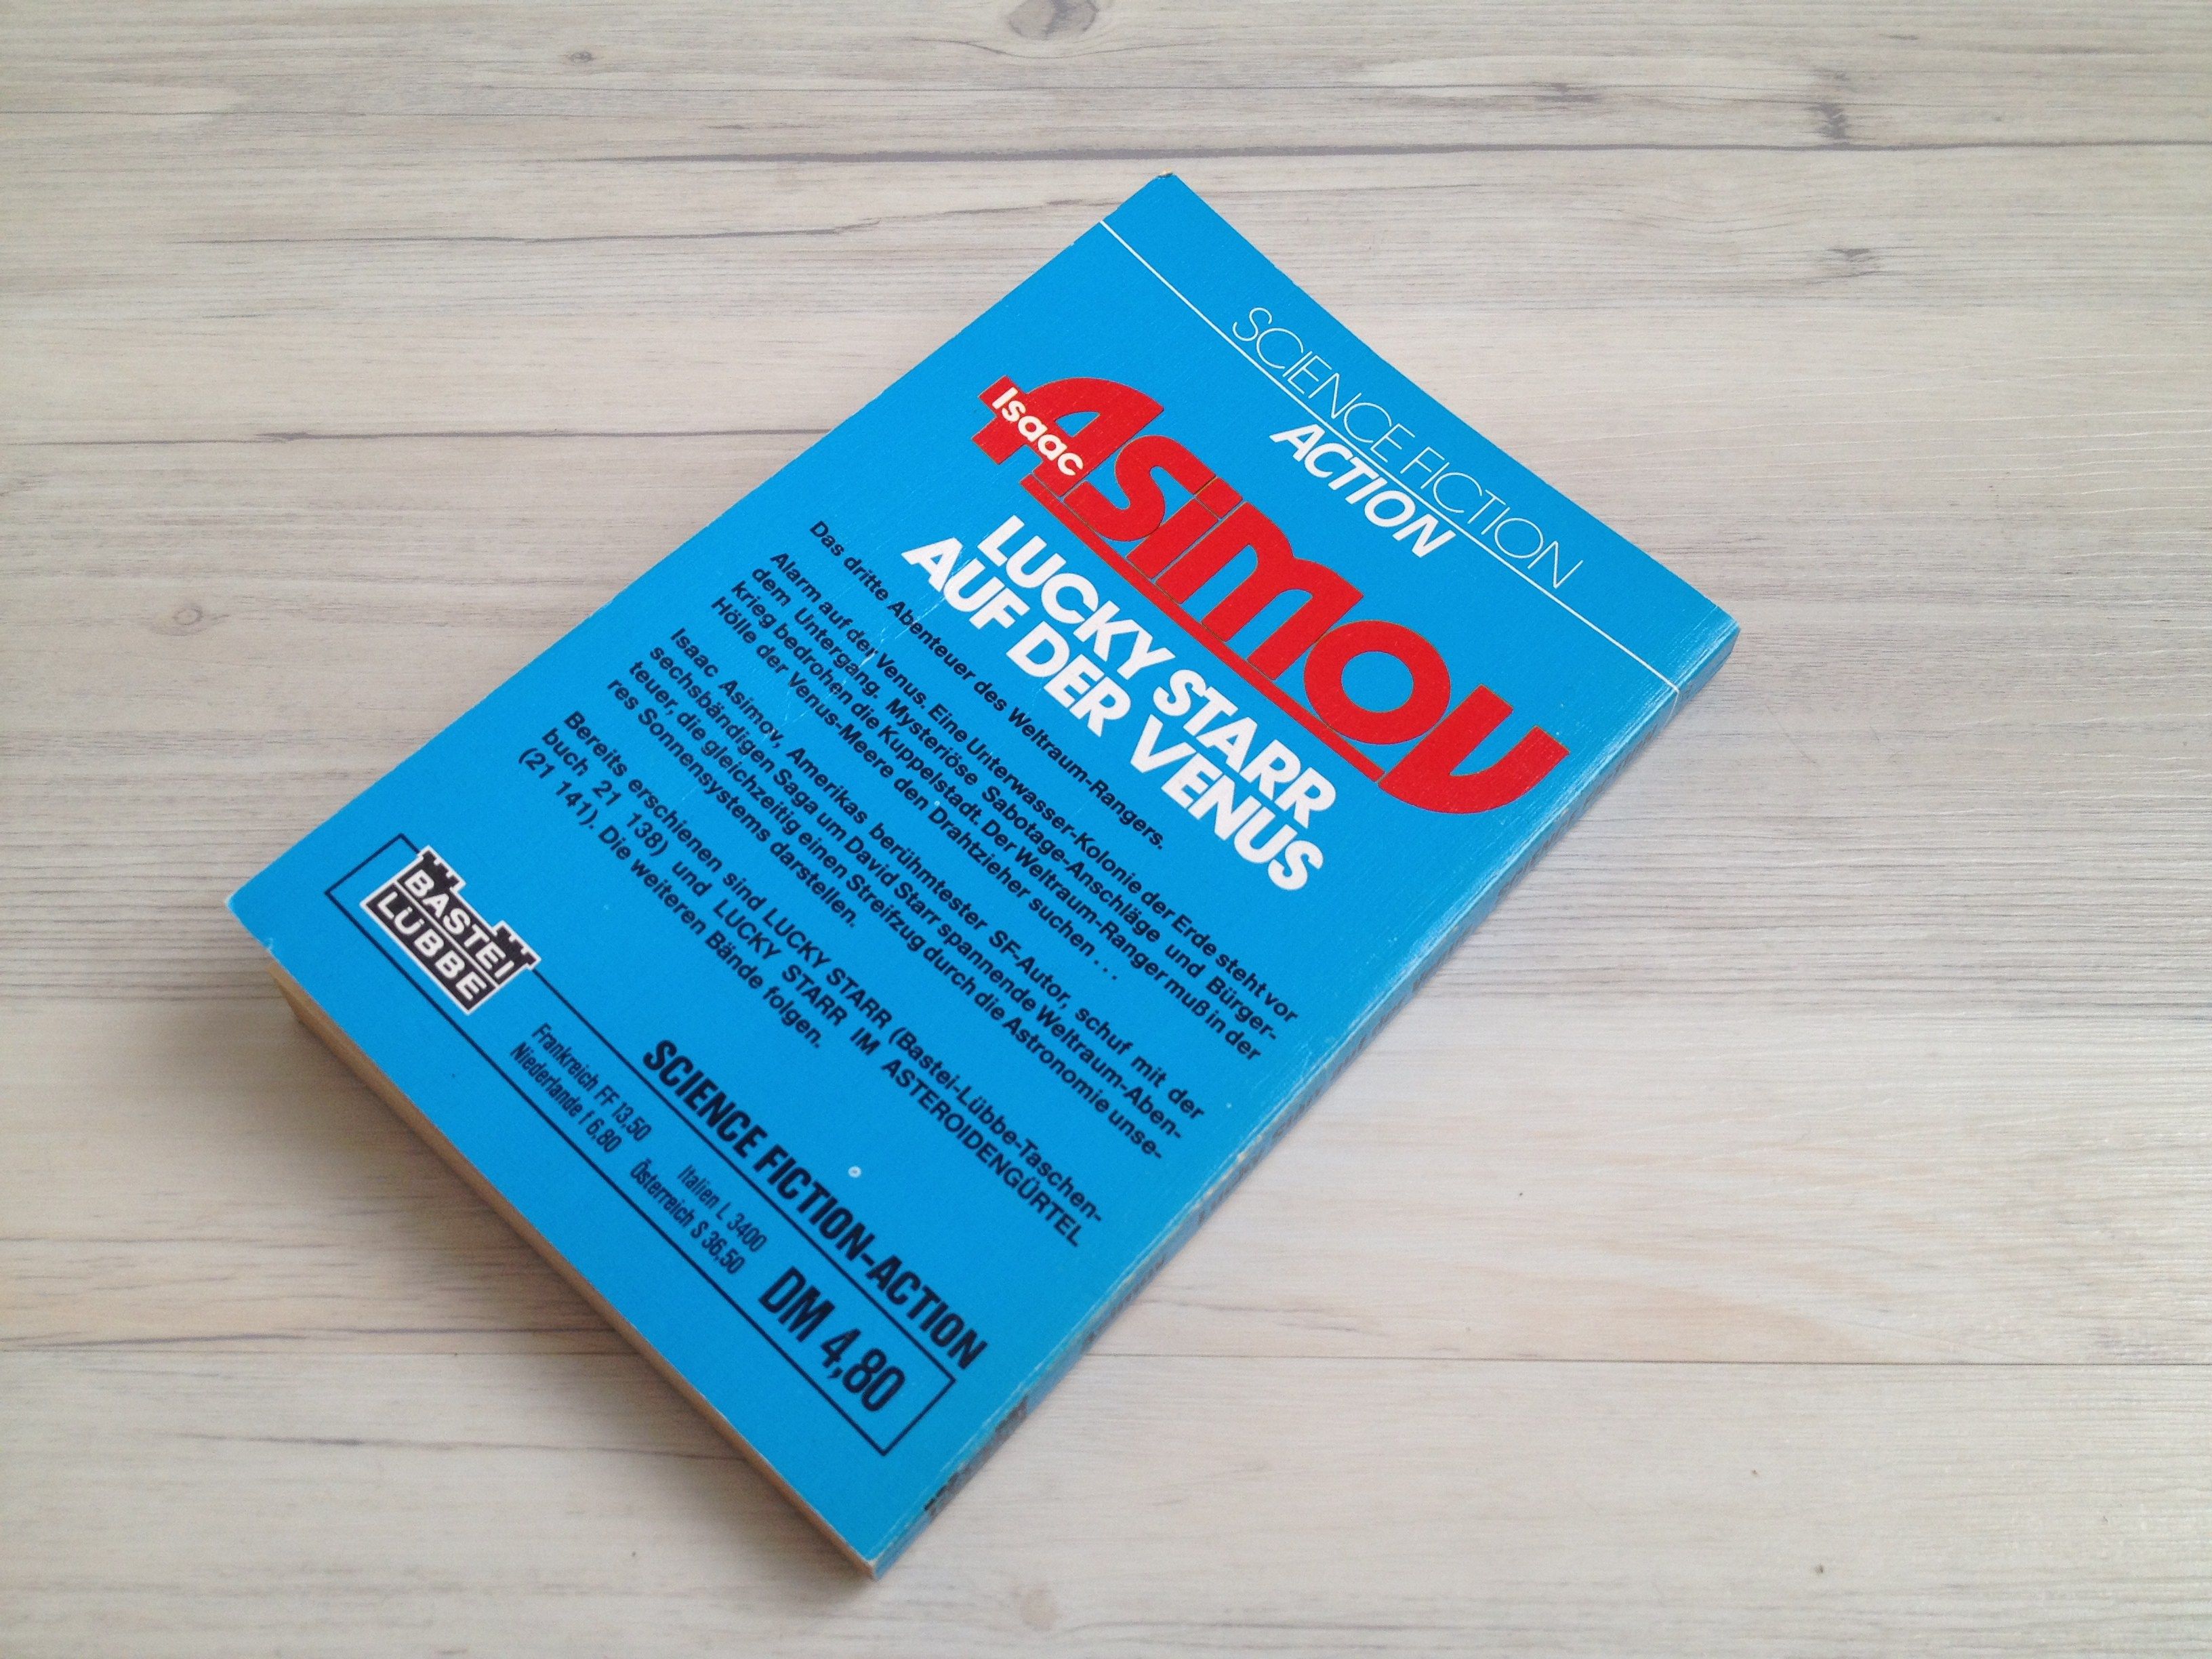 SCIENCE FICTION
ACTION
Isaac
Asimov
LUCKY STARR
AUF DER VENUS
Das dritte Abenteuer des Weltraum-Rangers.
Alarm auf der Venus. Eine Unterwasser-Kolonie der Erde steht vor
dem Untergang. Mysteriöse Sabotage-Anschläge und Bürger-
krieg bedrohen die Kuppelstadt. Der Weltraum-Ranger muß in der
Hölle der Venus-Meere den Drahtzieher suchen . . .
Isaac Asimov, Amerikas berühmtester SF-Autor, schuf mit der
sechsbändigen Saga um David Starr spannende Weltraum-Aben-
teuer, die gleichzeitig einen Streifzug durch die Astronomie unse-
res Sonnensystems darstellen.
Bereits erschienen sind LUCKY STARR (Bastei-Lübbe-Taschen-
buch 21 138) und LUCKY STARR IM ASTEROIDENGÜRTEL
(21 141). Die weiteren Bände folgen.
BASTEI
LÜBBE
SCIENCE FICTION-ACTION
Frankreich FF 13,50 Italien L 3400
Niederlande f 6,80 Österreich S 36,50
DM 4,80